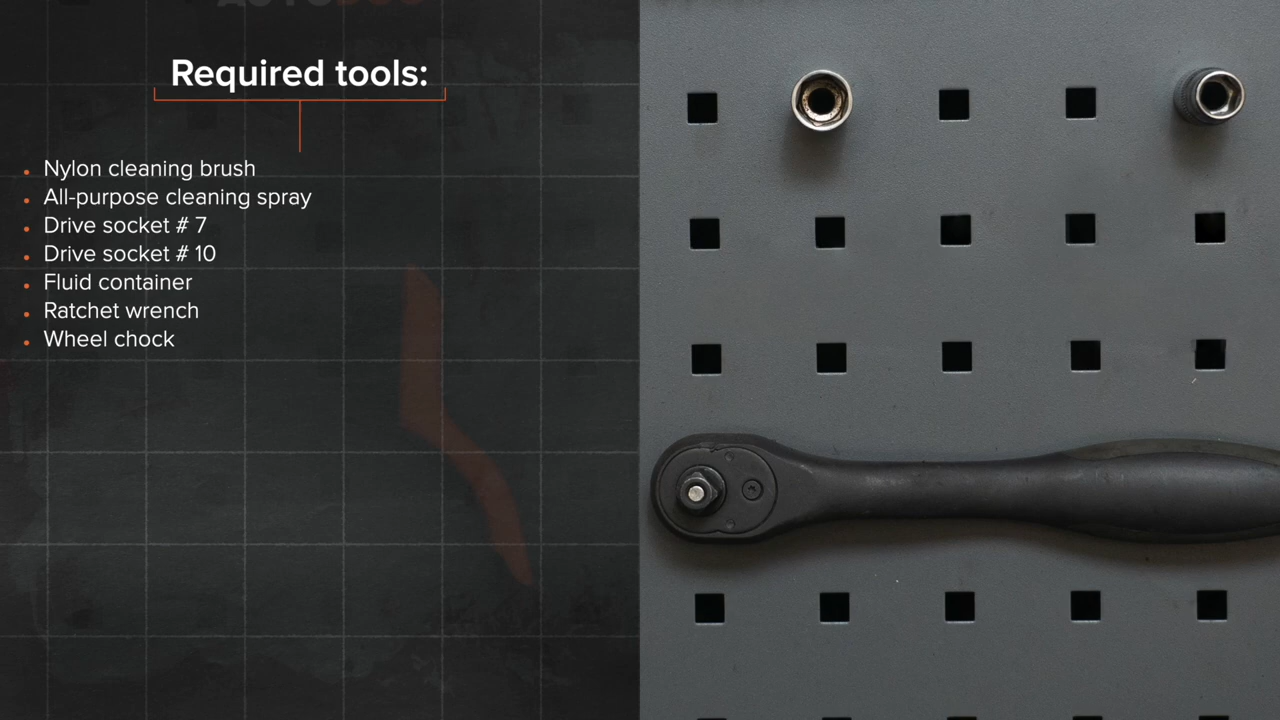 Required tools:
Nylon cleaning brush
All-purpose cleaning spray
Drive socket # 7
Drive socket # 10
Fluid container
Ratchet wrench
Wheel chock